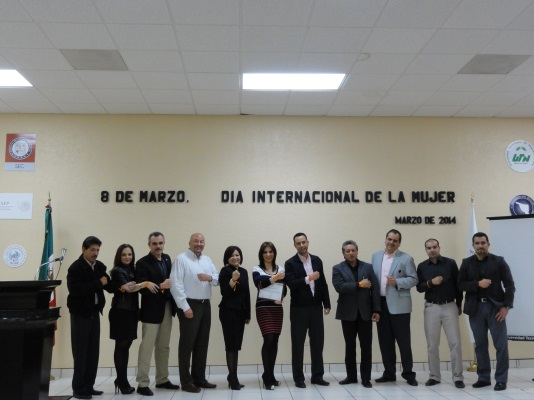 8 DE MARZO. DIA INTERNACIONAL DE LA MUJER
MARZO DE 2014